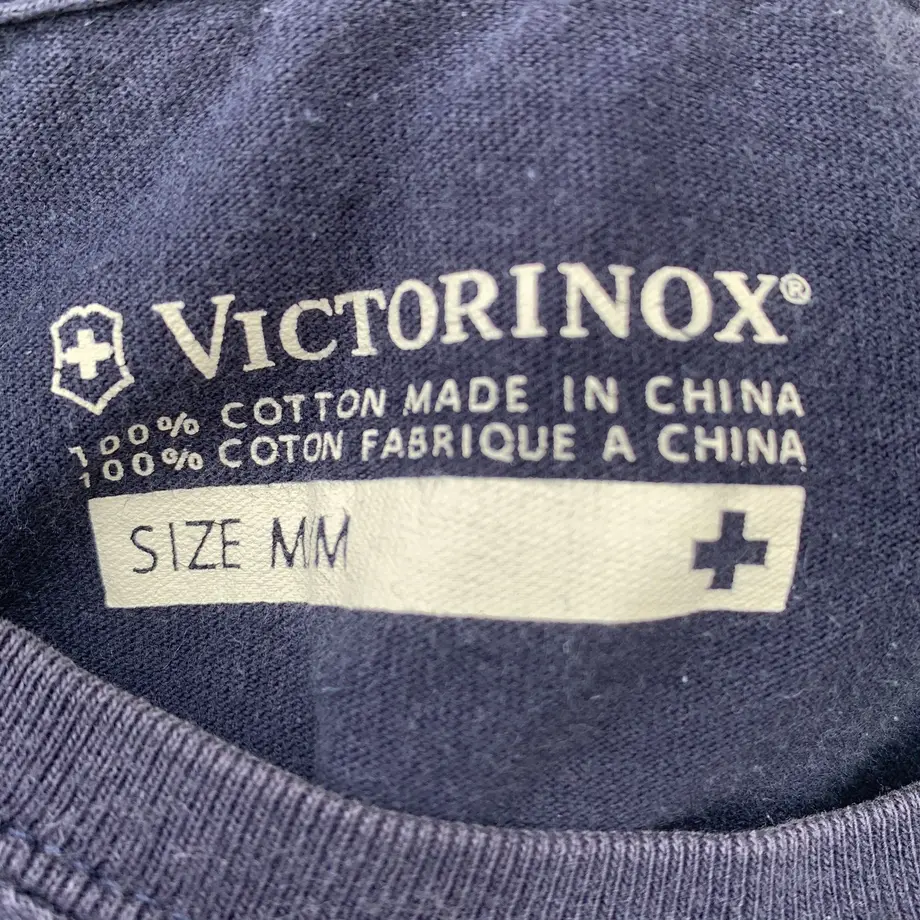 VICTORINOX®
100% COTTON MADE IN CHINA
100% COTON FABRIQUE A CHINA
SIZE M/M